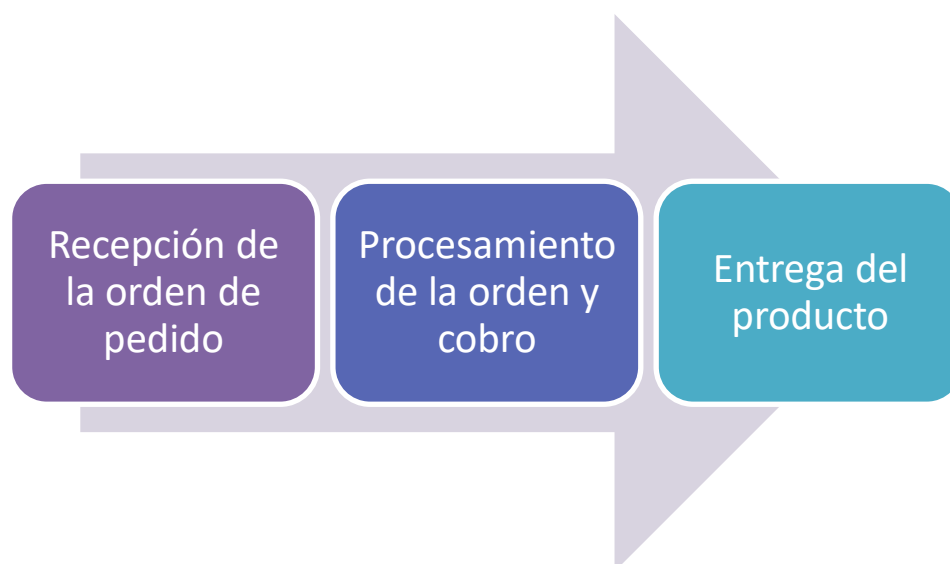 Recepción de
la orden de
pedido
Procesamiento
de la orden y
cobro
Entrega del
producto